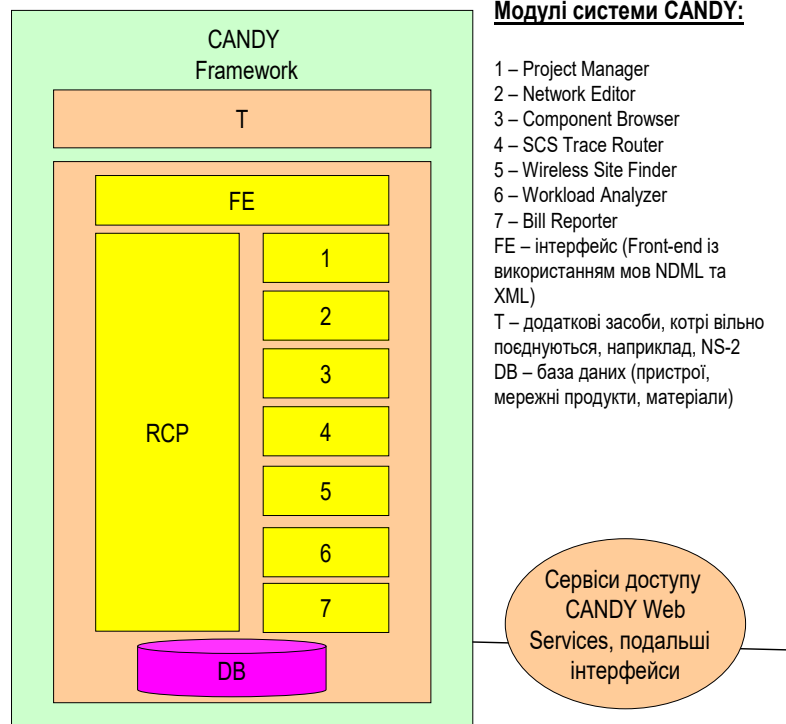 CANDY
Framework
T
FE
RCP
1
2
3
4
5
6
7
DB
Модулі системи CANDY:
1 – Project Manager
2 – Network Editor
3 – Component Browser
4 – SCS Trace Router
5 – Wireless Site Finder
6 – Workload Analyzer
7 – Bill Reporter
FE – інтерфейс (Front-end із
використанням мов NDML та
XML)
T – додаткові засоби, котрі вільно
поєднуються, наприклад, NS-2
DB – база даних (пристрої,
мережні продукти, матеріали)
Сервіси доступу
CANDY Web
Services, подальші
інтерфейси